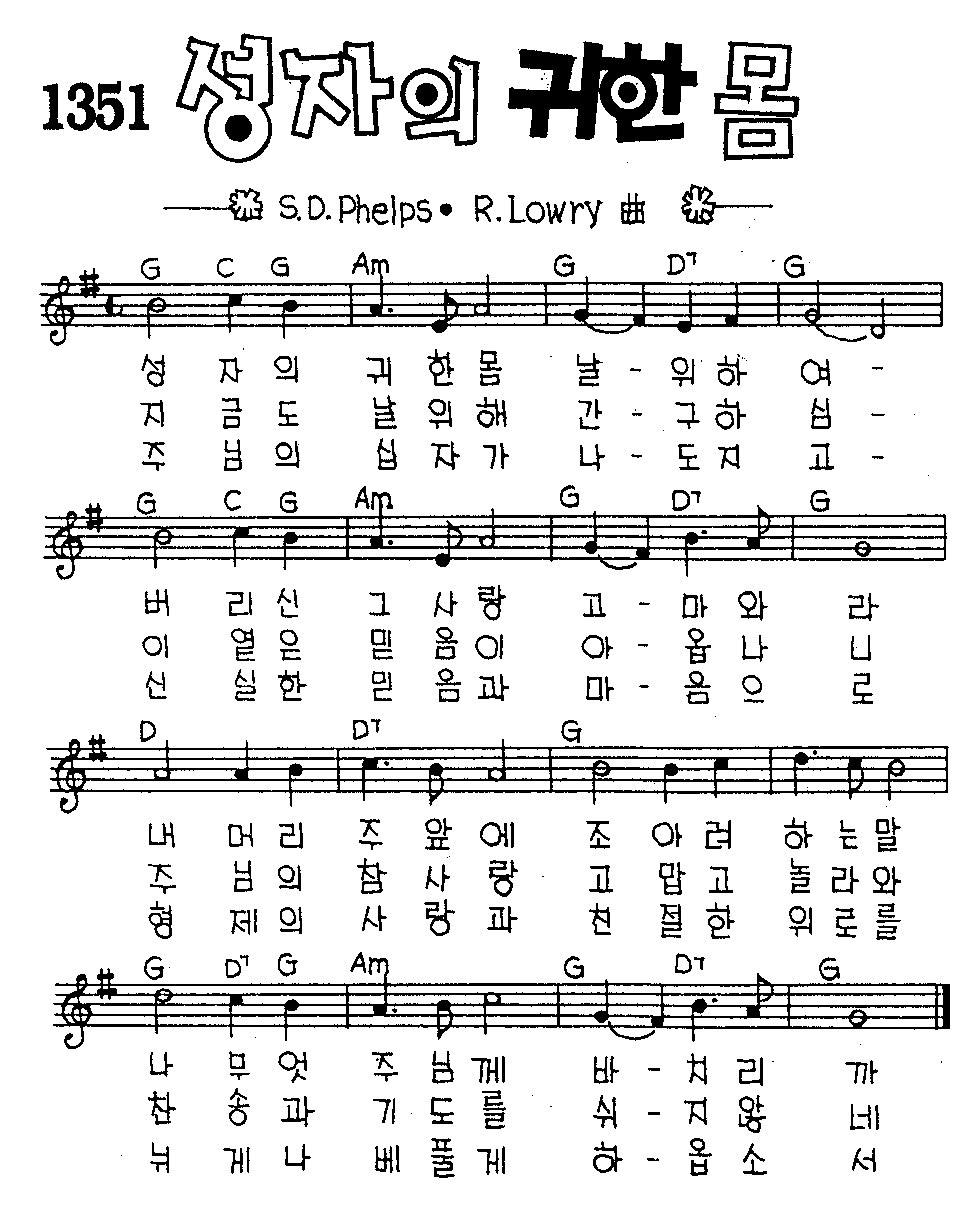 1351 성자의 귀한 몸
S.D.Phelps • R.Lowry 曲
G C G Am G D7 G
성 자 의 귀 한 몸 날 - 위 하 여 -
지 금 도 날 위 해 간 - 구 하 심 -
주 님 의 십 자 가 나 - 도 지 고 -
G C G Am G D7 G
버 리 신 그 사 랑 고 - 마 와 라
이 옅 은 믿 음 이 아 - 옵 나 니
신 실 한 믿 음 과 마 - 음 으 로
D D7 G
내 머 리 주 앞 에 조 아 려 하 는 말
주 님 의 참 사 랑 고 맙 고 놀 라 와
형 제 의 사 랑 과 친 절 한 위 로 를
G D7 G Am G D7 G
나 무 엇 주 님 께 바 - 치 리 까
찬 송 과 기 도 를 쉬 - 지 않 네
뉘 게 나 베 풀 게 하 - 옵 소 서